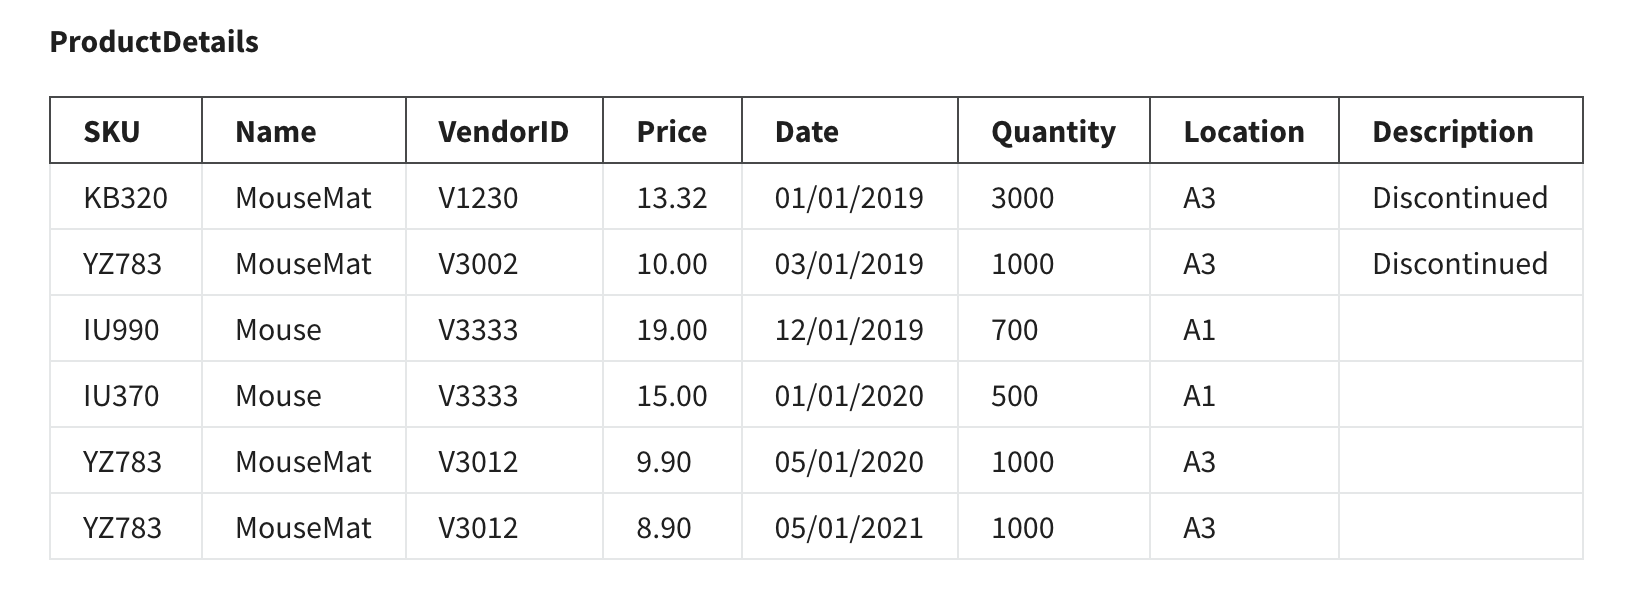 ProductDetails
SKU Name VendorID Price Date Quantity Location Description
KB320 MouseMat V1230 13.32 01/01/2019 3000 A3 Discontinued
YZ783 MouseMat V3002 10.00 03/01/2019 1000 A3 Discontinued
IU990 Mouse V3333 19.00 12/01/2019 700 A1
IU370 Mouse V3333 15.00 01/01/2020 500 A1
YZ783 MouseMat V3012 9.90 05/01/2020 1000 A3
YZ783 MouseMat V3012 8.90 05/01/2021 1000 A3